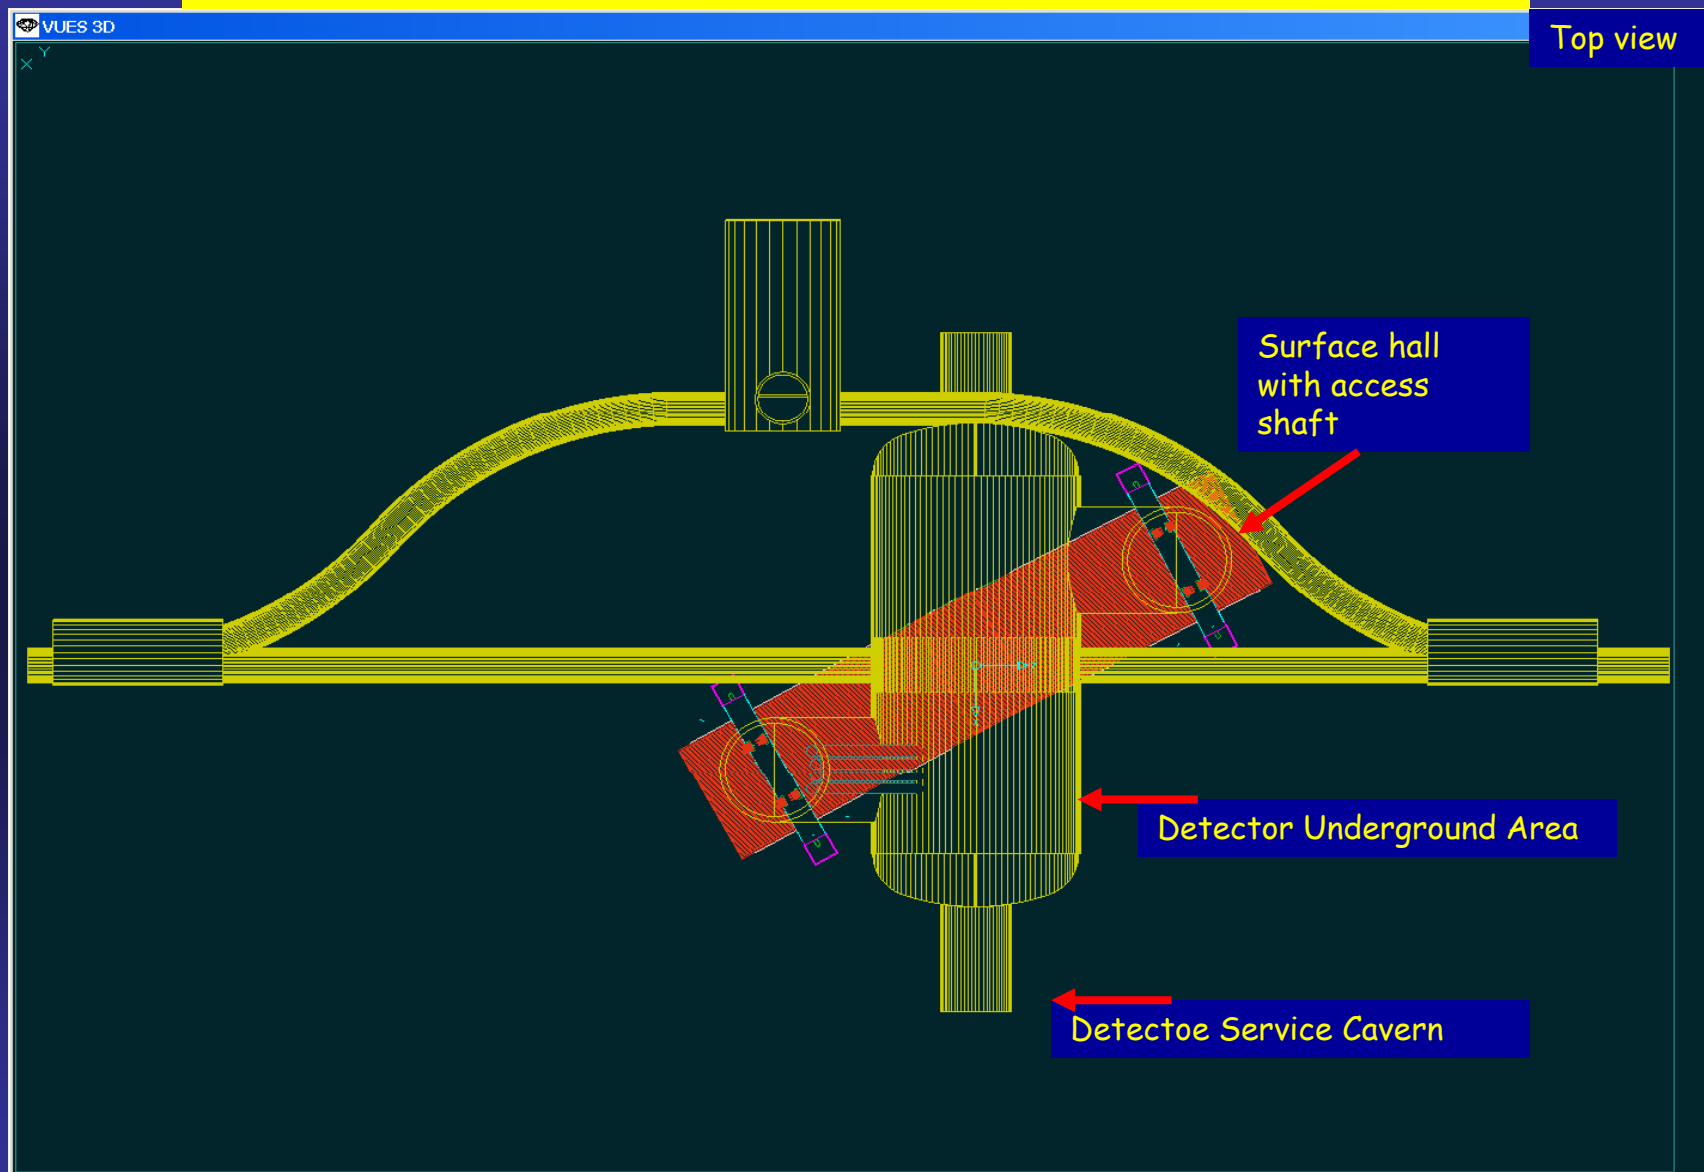 VUES 3D
Top view
Y
X
Surface hall
with access
shaft
Detector Underground Area
Detectoe Service Cavern